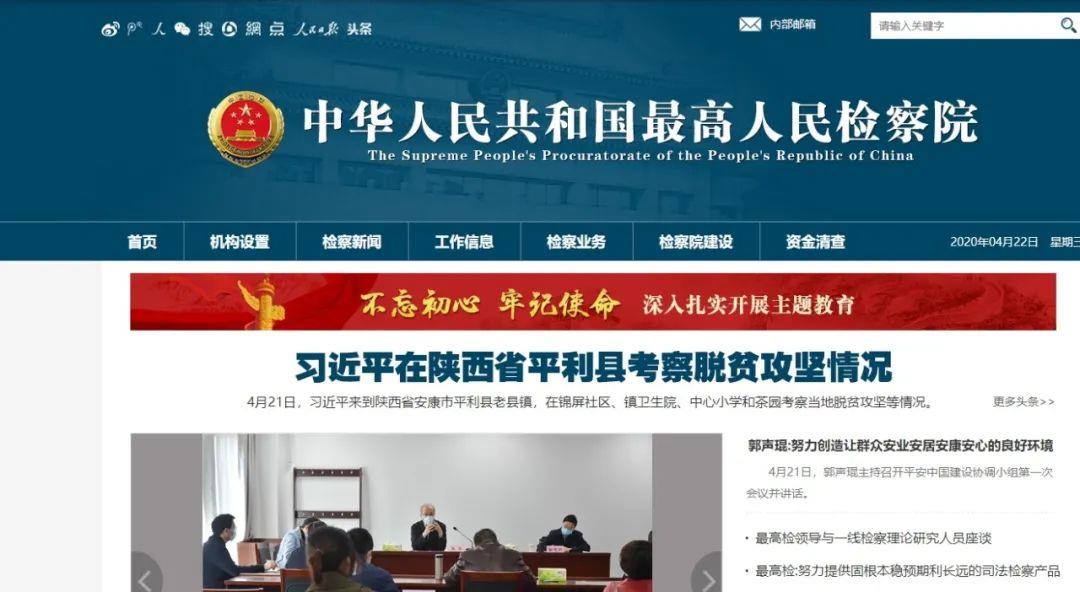 人 搜 網 点 人民日报 头条
内部邮箱
请输入关键字
中华人民共和国最高人民检察院
The Supreme People's Procuratorate of the People's Republic of China
首页 机构设置 检察新闻 工作信息 检察业务 检察院建设 资金清查 2020年04月22日 星期三
不忘初心 牢记使命 深入扎实开展主题教育
习近平在陕西省平利县考察脱贫攻坚情况
4月21日，习近平来到陕西省安康市平利县老县镇，在锦屏社区、镇卫生院、中心小学和茶园考察当地脱贫攻坚等情况。
更多头条>>
郭声琨:努力创造让群众安业安居安康安心的良好环境
4月21日，郭声琨主持召开平安中国建设协调小组第一次
会议并讲话。
· 最高检领导与一线检察理论研究人员座谈
· 最高检:努力提供固根本稳预期利长远的司法检察产品